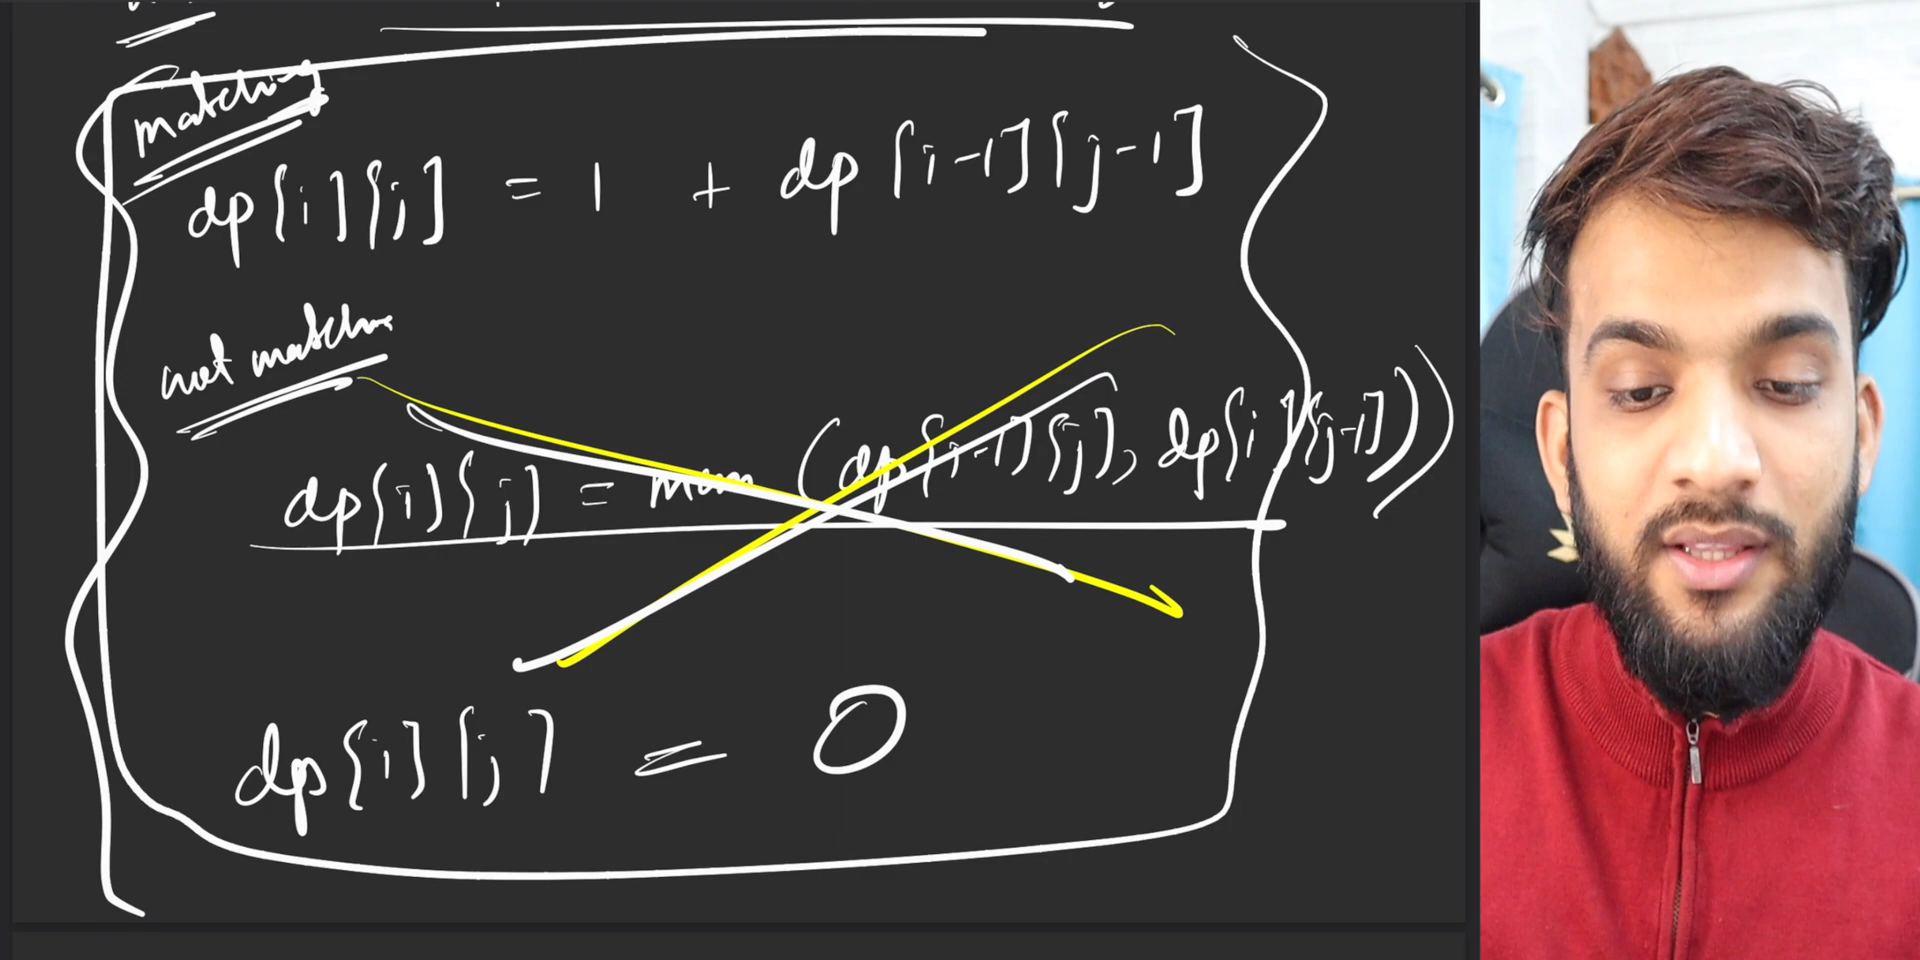 matching
dp[i][j] = 1 + dp[i-1][j-1]
not matching
dp[i][j] = max (dp[i-1][j], dp[i][j-1])
dp[i][j] = 0